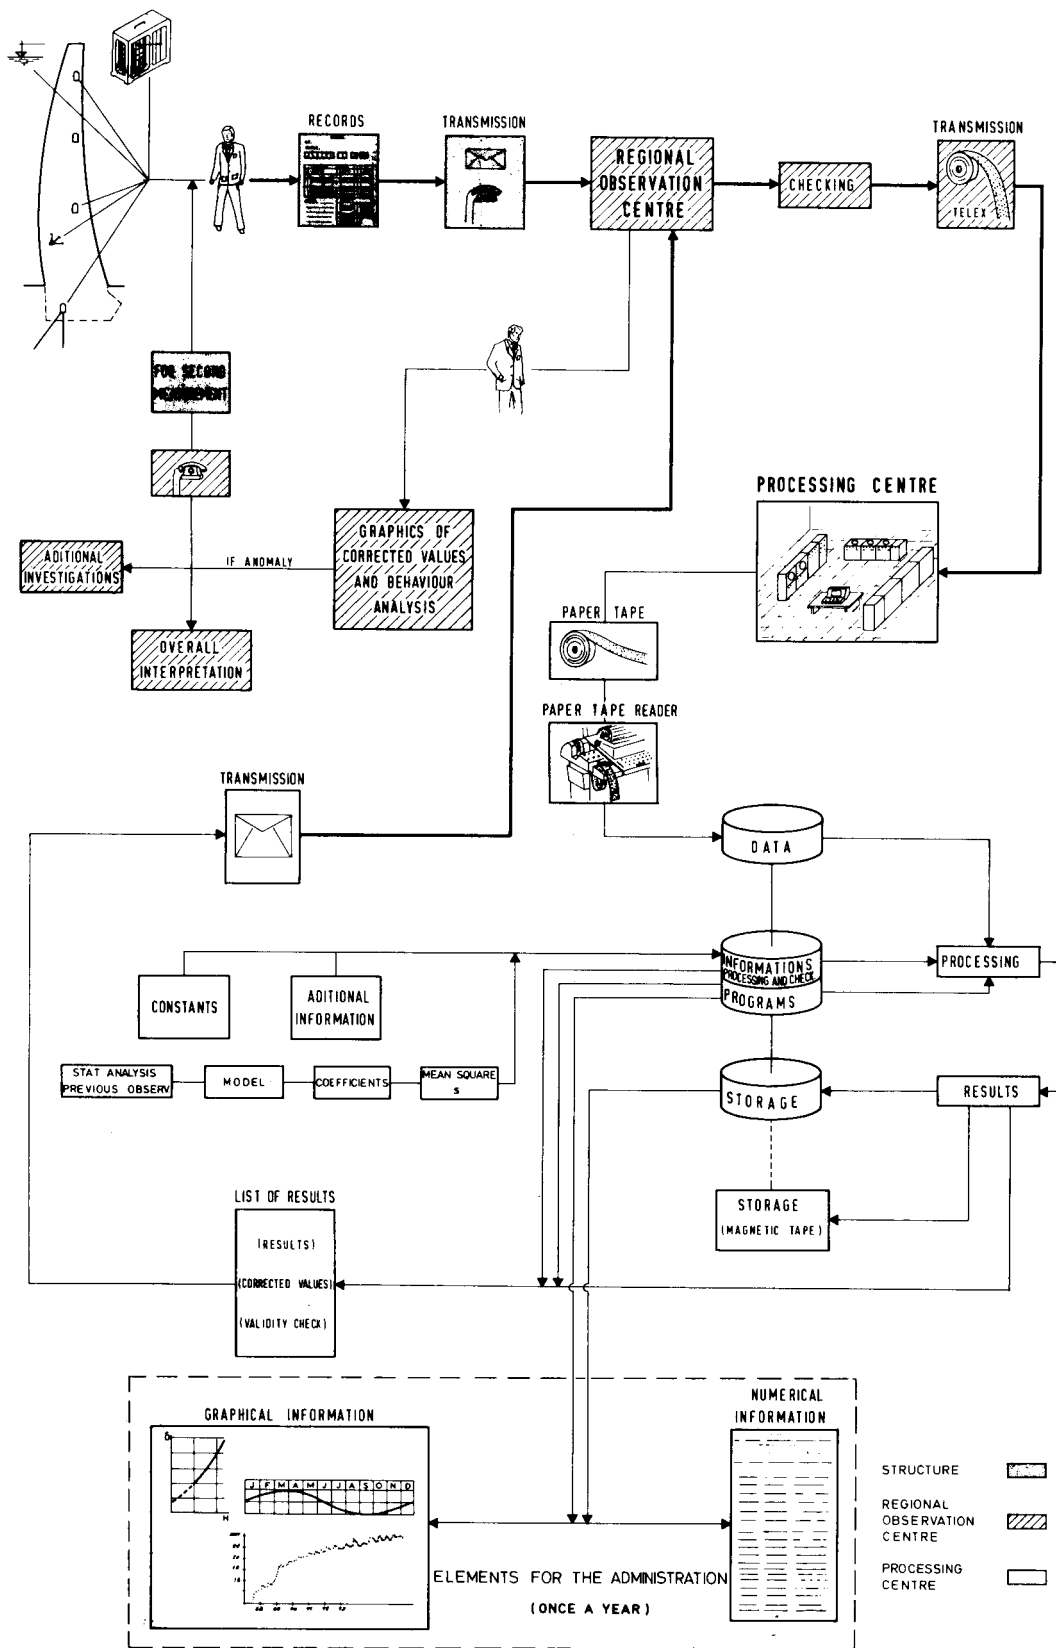 RECORDS
TRANSMISSION
REGIONAL
OBSERVATION
CENTRE
CHECKING
TRANSMISSION
TELEX
FOR SECOND
MEASUREMENT
PROCESSING CENTRE
GRAPHICS OF
CORRECTED VALUES
AND BEHAVIOUR
ANALYSIS
IF ANOMALY
ADITIONAL
INVESTIGATIONS
OVERALL
INTERPRETATION
PAPER TAPE
PAPER TAPE READER
TRANSMISSION
DATA
INFORMATIONS
PROCESSING AND CHECK
PROGRAMS
PROCESSING
CONSTANTS
ADITIONAL
INFORMATION
STAT ANALYSIS
PREVIOUS OBSERV
MODEL
COEFFICIENTS
MEAN SQUARE
S
STORAGE
RESULTS
STORAGE
(MAGNETIC TAPE)
LIST OF RESULTS
(RESULTS)
(CORRECTED VALUES)
(VALIDITY CHECK)
GRAPHICAL INFORMATION
δ
H
J F M A M J J A S O N D
NUMERICAL
INFORMATION
ELEMENTS FOR THE ADMINISTRATION
(ONCE A YEAR)
STRUCTURE
REGIONAL
OBSERVATION
CENTRE
PROCESSING
CENTRE